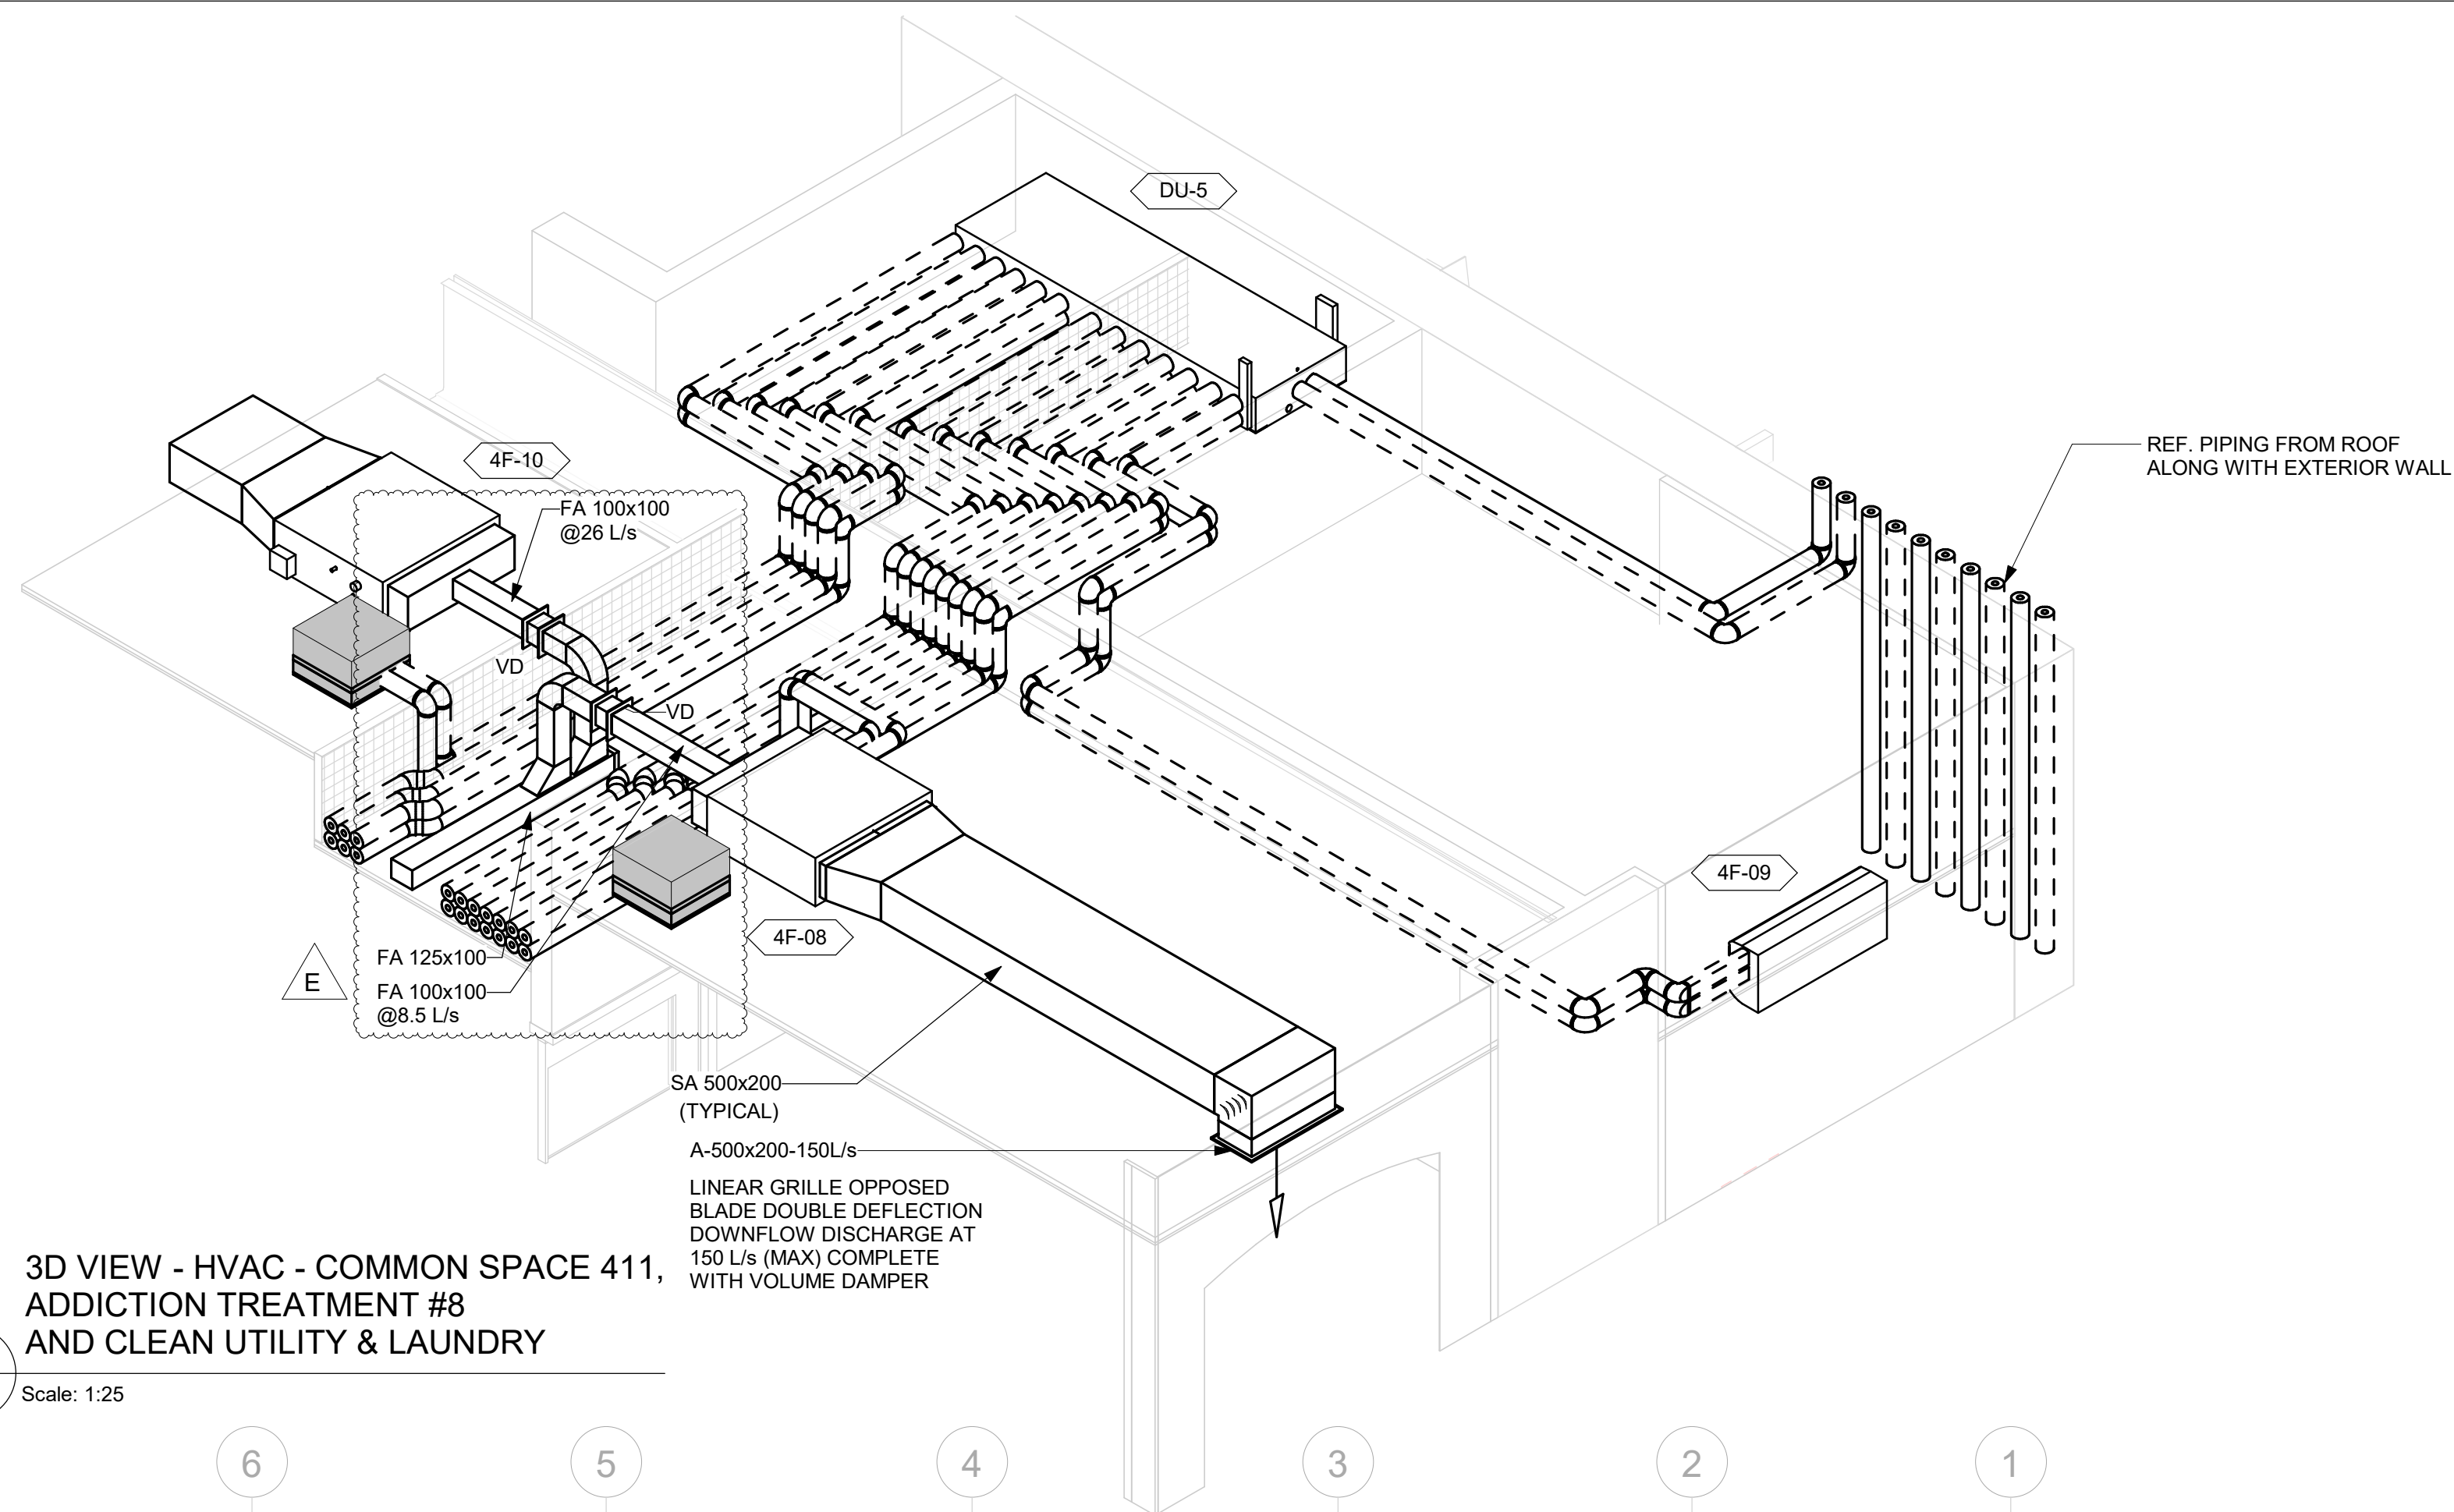 DU-5
4F-10
FA 100x100
@26 L/s
REF. PIPING FROM ROOF
ALONG WITH EXTERIOR WALL
VD
VD
4F-09
4F-08
E
FA 125x100
FA 100x100
@8.5 L/s
SA 500x200
(TYPICAL)
A-500x200-150L/s
LINEAR GRILLE OPPOSED
BLADE DOUBLE DEFLECTION
DOWNFLOW DISCHARGE AT
150 L/s (MAX) COMPLETE
WITH VOLUME DAMPER
3D VIEW - HVAC - COMMON SPACE 411,
ADDICTION TREATMENT #8
AND CLEAN UTILITY & LAUNDRY
Scale: 1:25
6 5 4 3 2 1